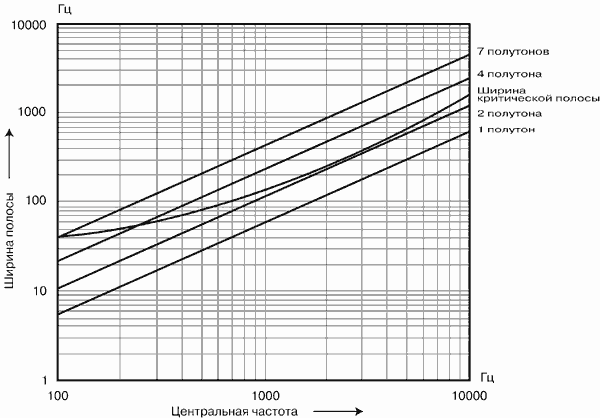 Гц
10000
1000
100
10
1
Ширина полосы
7 полутонов
4 полутона
Ширина
критической полосы
2 полутона
1 полутон
Гц
100
1000
10000
Центральная частота